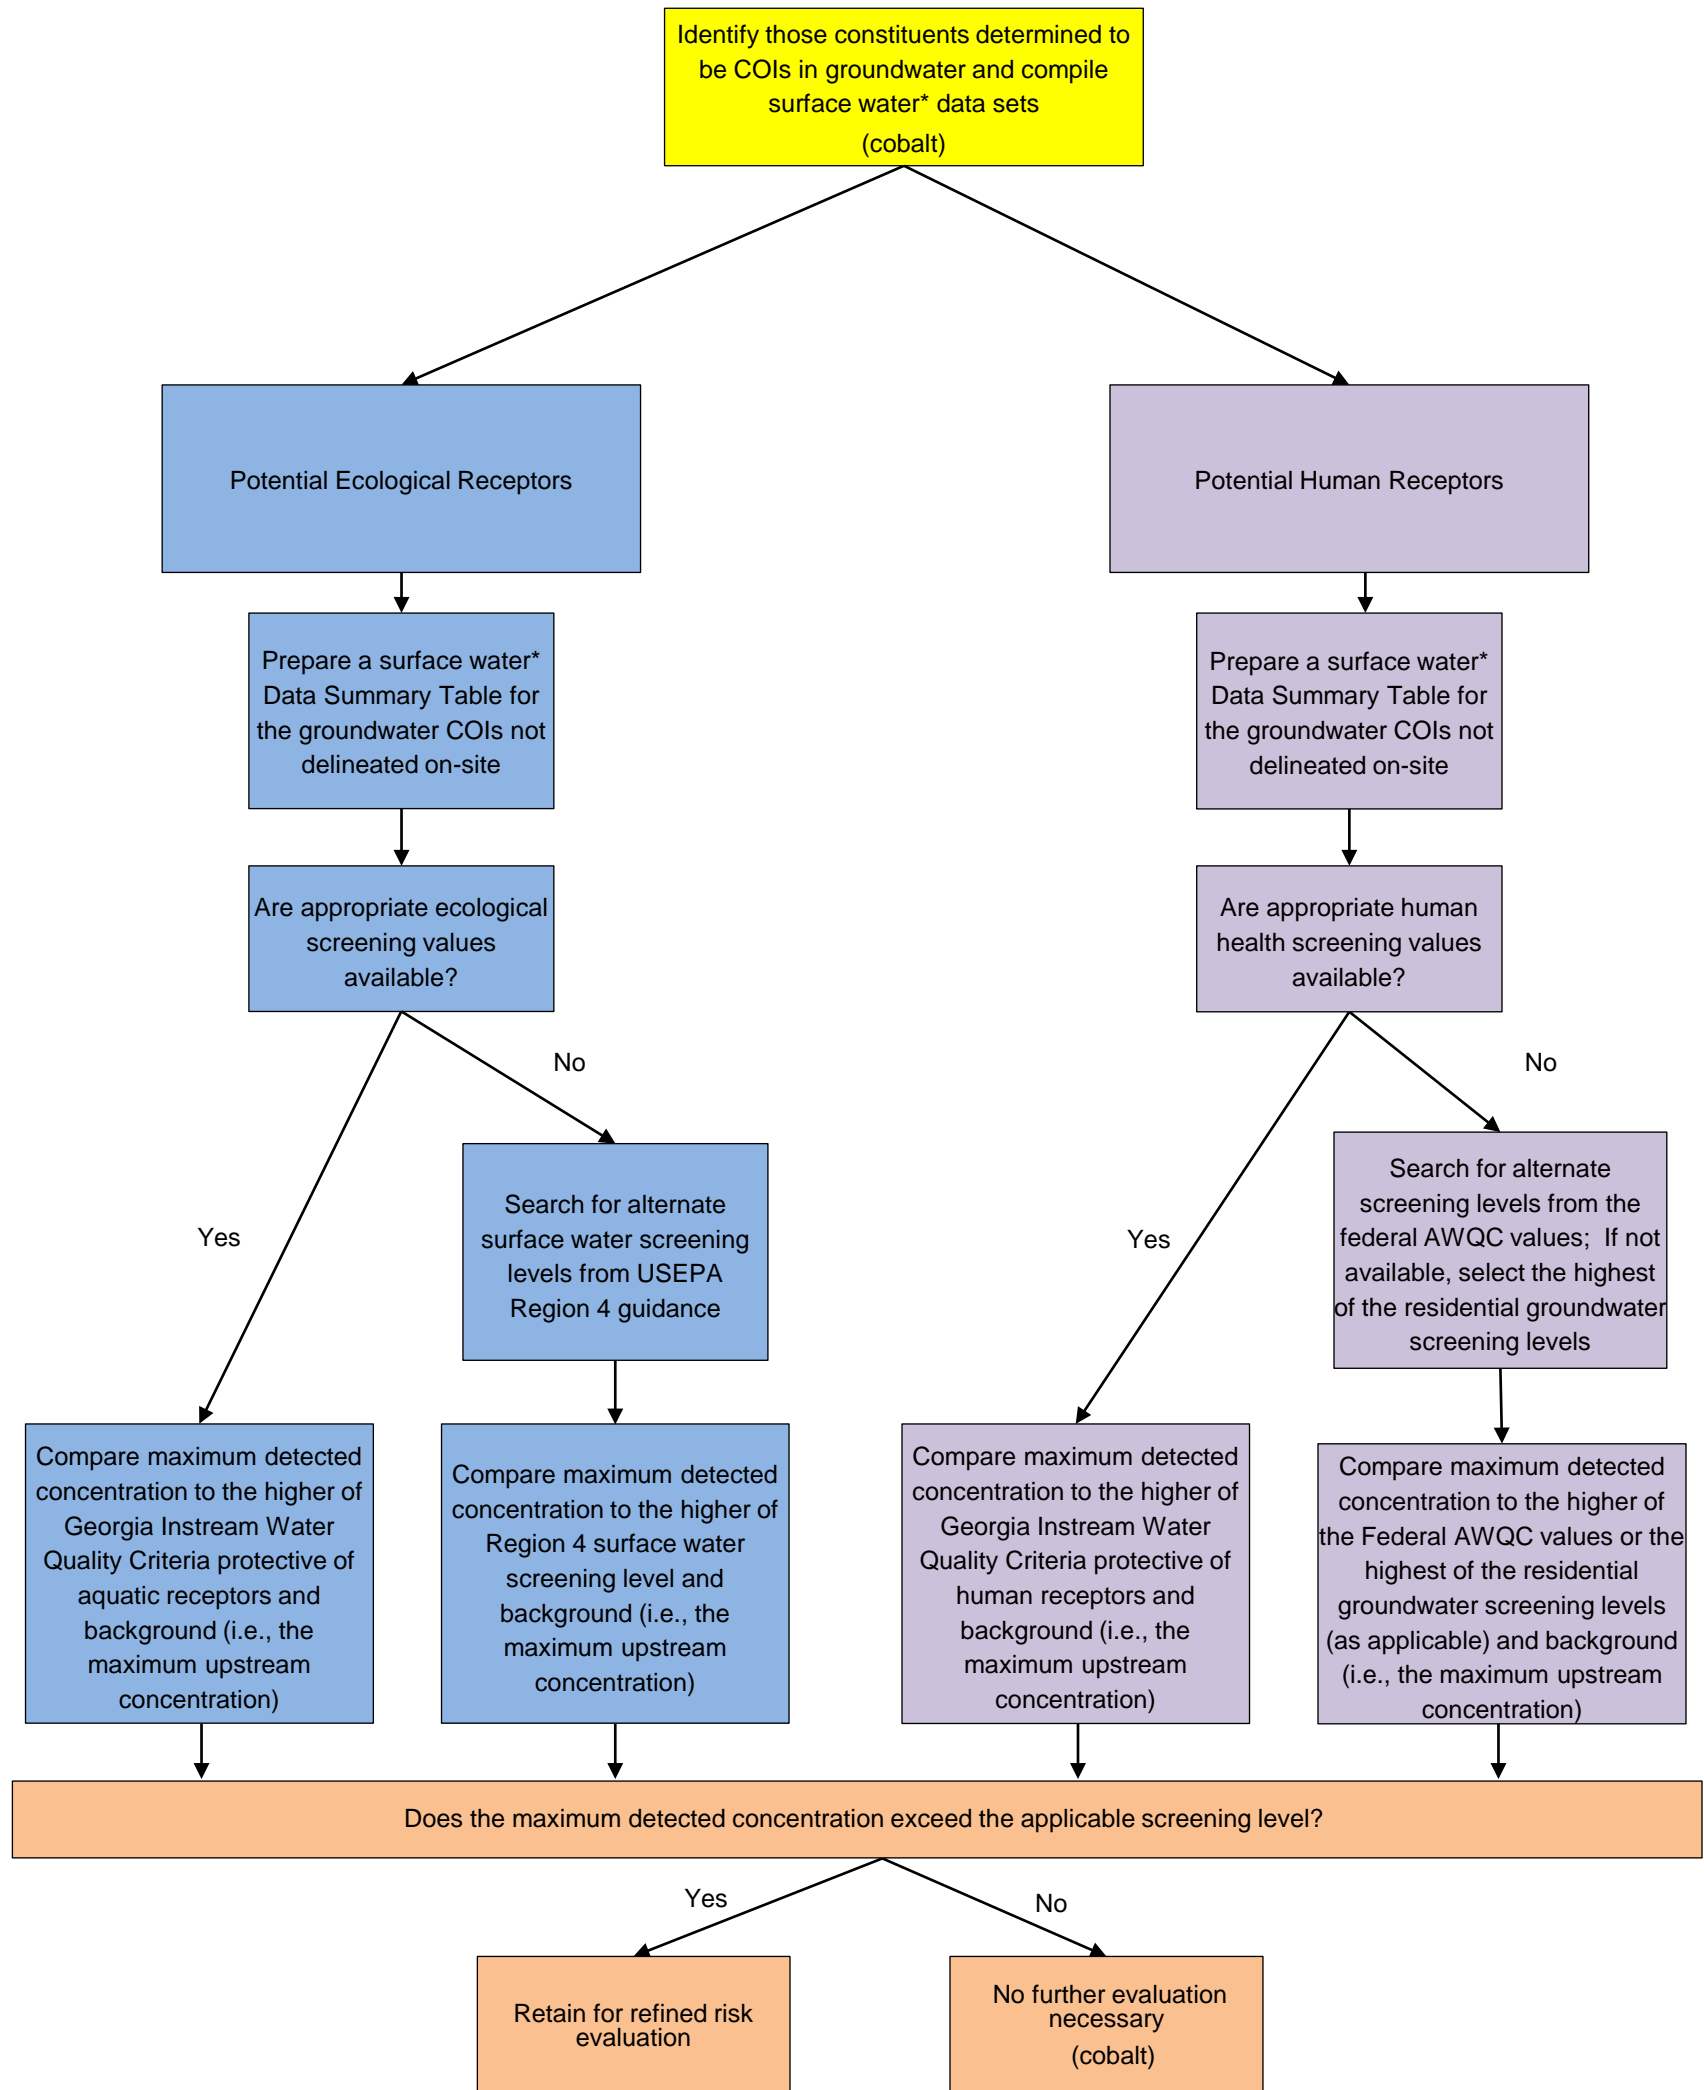 Identify those constituents determined to
be COIs in groundwater and compile
surface water* data sets
(cobalt)
Potential Ecological Receptors
Potential Human Receptors
Prepare a surface water*
Data Summary Table for
the groundwater COIs not
delineated on-site
Prepare a surface water*
Data Summary Table for
the groundwater COIs not
delineated on-site
Are appropriate ecological
screening values
available?
Are appropriate human
health screening values
available?
No
No
Yes
Yes
Search for alternate
surface water screening
levels from USEPA
Region 4 guidance
Search for alternate
screening levels from the
federal AWQC values;  If not
available, select the highest
of the residential groundwater
screening levels
Compare maximum detected
concentration to the higher of
Georgia Instream Water
Quality Criteria protective of
aquatic receptors and
background (i.e., the
maximum upstream
concentration)
Compare maximum detected
concentration to the higher of
Region 4 surface water
screening level and
background (i.e., the
maximum upstream
concentration)
Compare maximum detected
concentration to the higher of
Georgia Instream Water
Quality Criteria protective of
human receptors and
background (i.e., the
maximum upstream
concentration)
Compare maximum detected
concentration to the higher of
the Federal AWQC values or the
highest of the residential
groundwater screening levels
(as applicable) and background
(i.e., the maximum upstream
concentration)
Does the maximum detected concentration exceed the applicable screening level?
Yes
No
Retain for refined risk
evaluation
No further evaluation
necessary
(cobalt)